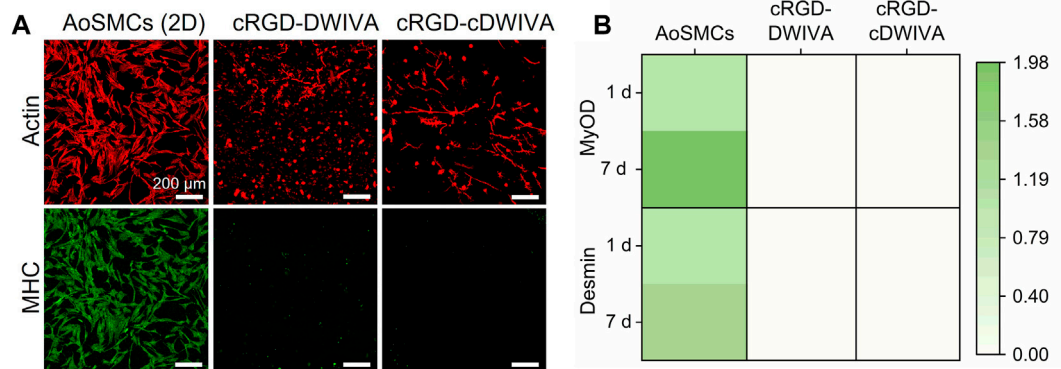 A
AoSMCs (2D)
cRGD-DWIVA
cRGD-cDWIVA
Actin
200 µm
MHC
B
AoSMCs
cRGD-
DWIVA
cRGD-
cDWIVA
MyOD
1 d
7 d
Desmin
1 d
7 d
1.98
1.58
1.19
0.79
0.40
0.00